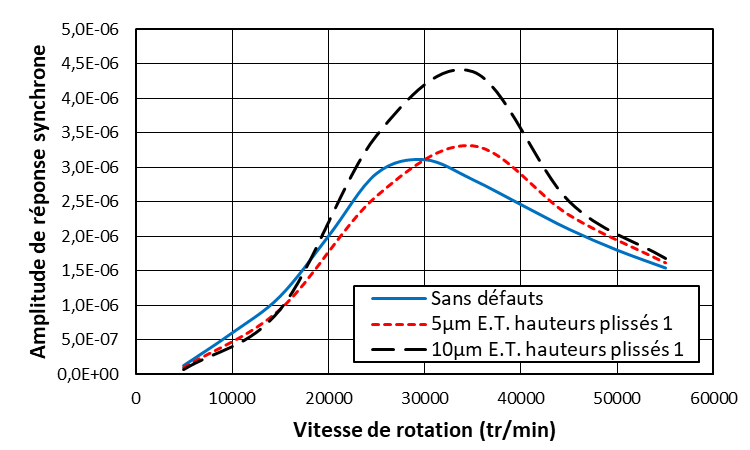 Amplitude de réponse synchrone
5,0E-06
4,5E-06
4,0E-06
3,5E-06
3,0E-06
2,5E-06
2,0E-06
1,5E-06
1,0E-06
5,0E-07
0,0E+00
Sans défauts
5µm E.T. hauteurs plissés 1
10µm E.T. hauteurs plissés 1
0 10000 20000 30000 40000 50000 60000
Vitesse de rotation (tr/min)